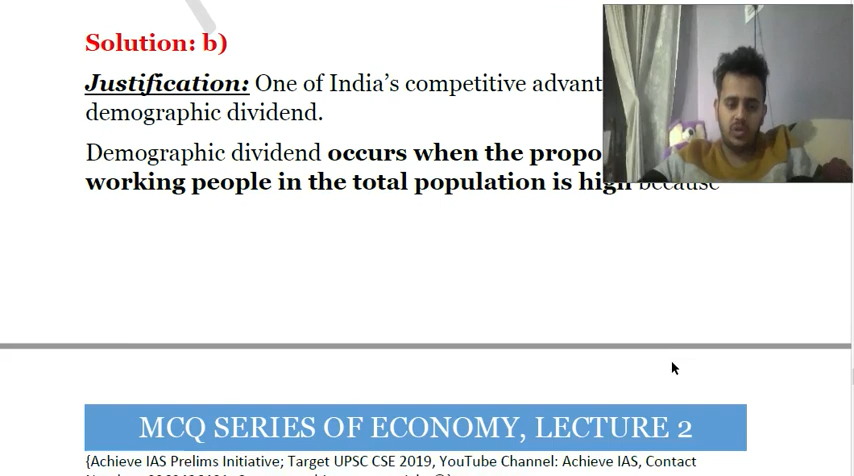 Solution: b)
Justification: One of India's competitive advant
demographic dividend.
Demographic dividend occurs when the propo
working people in the total population is high because
MCQ SERIES OF ECONOMY, LECTURE 2
{Achieve IAS Prelims Initiative; Target UPSC CSE 2019, YouTube Channel: Achieve IAS, Contact